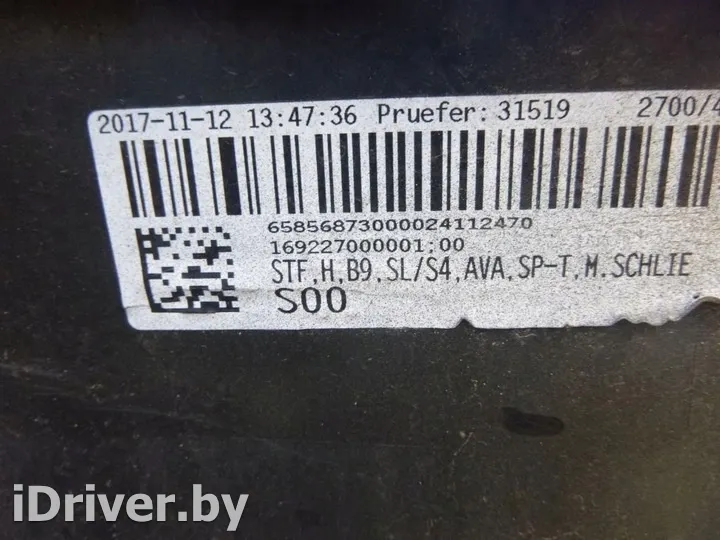 2017-11-12 13:47:36 Pruefer: 31519 2700/4
65856873000024112470
169227000001:00
STF,H,B9,SL/S4,AVA,SP-T,M.SCHLIE
S00
iDriver.by